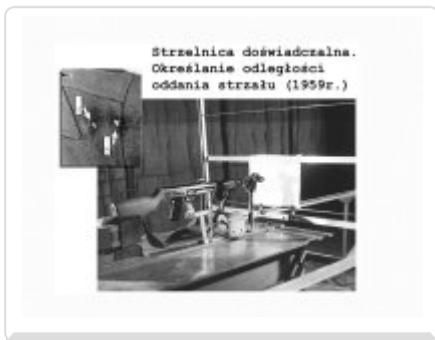 Strzelnica doświadczalna.
Określanie odległości
oddania strzału (1959r.)